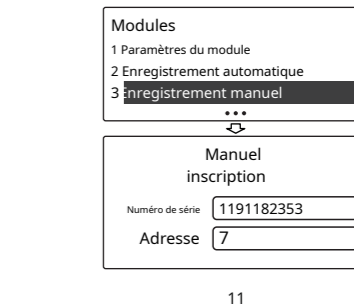 Modules
1 Paramètres du module
2 Enregistrement automatique
3 Enregistrement manuel
•••
Manuel
inscription
Numéro de série 1191182353
Adresse 7
11